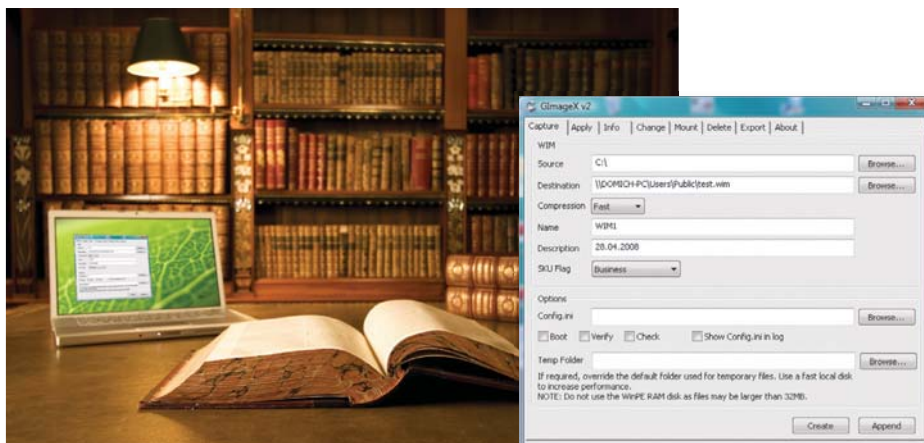 GImageX v2
Capture Apply Info Change Mount Delete Export About
WIM
Source C:\ Browse...
Destination \\DOMICH-PC\Users\Public\test.wim Browse...
Compression Fast
Name WIM1
Description 28.04.2008
SKU Flag Business
Options
Config.ini Browse...
Boot Verify Check Show Config.ini in log
Temp Folder Browse...
If required, override the default folder used for temporary files. Use a fast local disk
to increase performance.
NOTE: Do not use the WinPE RAM disk as files may be larger than 32MB.
Create Append